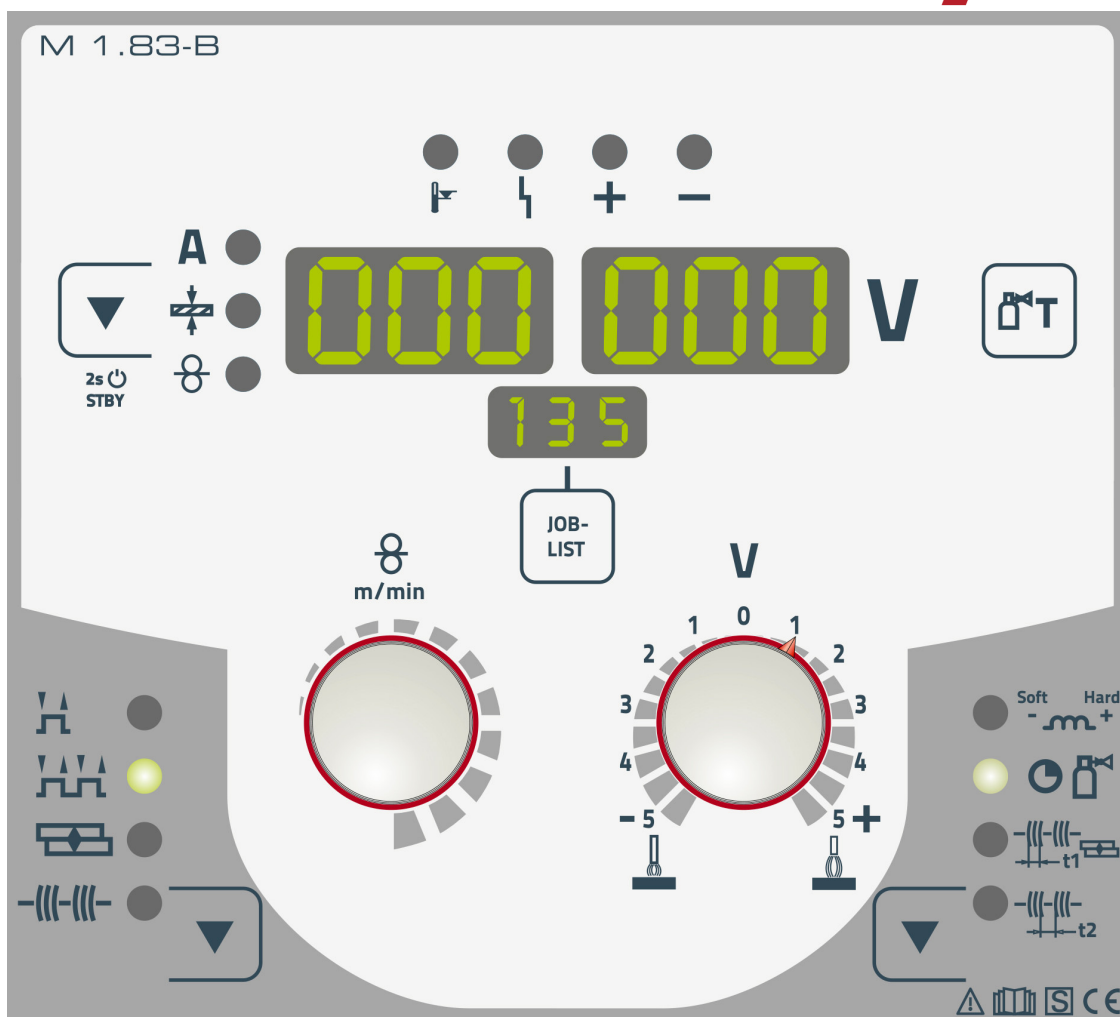 M 1.83-B
+ -
A
000 000 V
T
2s
STBY
135
JOB-
LIST
m/min
V
0
1 1
2 2
3 3
4 4
- 5 5 +
Soft Hard
- +
t1
t2
S CE